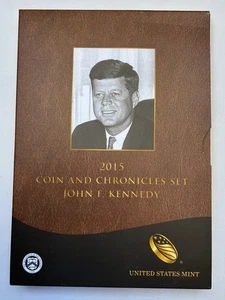 2015
COIN AND CHRONICLES SET
JOHN F. KENNEDY
UNITED STATES MINT